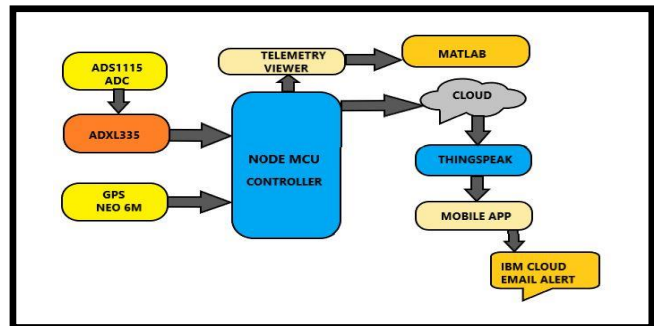 TELEMETRY
VIEWER
MATLAB
ADS1115
ADC
CLOUD
ADXL335
NODE MCU
CONTROLLER
THINGSPEAK
GPS
NEO 6M
MOBILE APP
IBM CLOUD
EMAIL ALERT